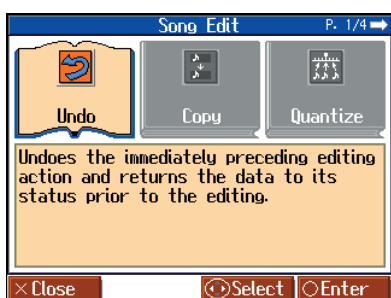 Song Edit P. 1/4
Undo Copy Quantize
Undoes the immediately preceding editing
action and returns the data to its
status prior to the editing.
×Close Select ○Enter